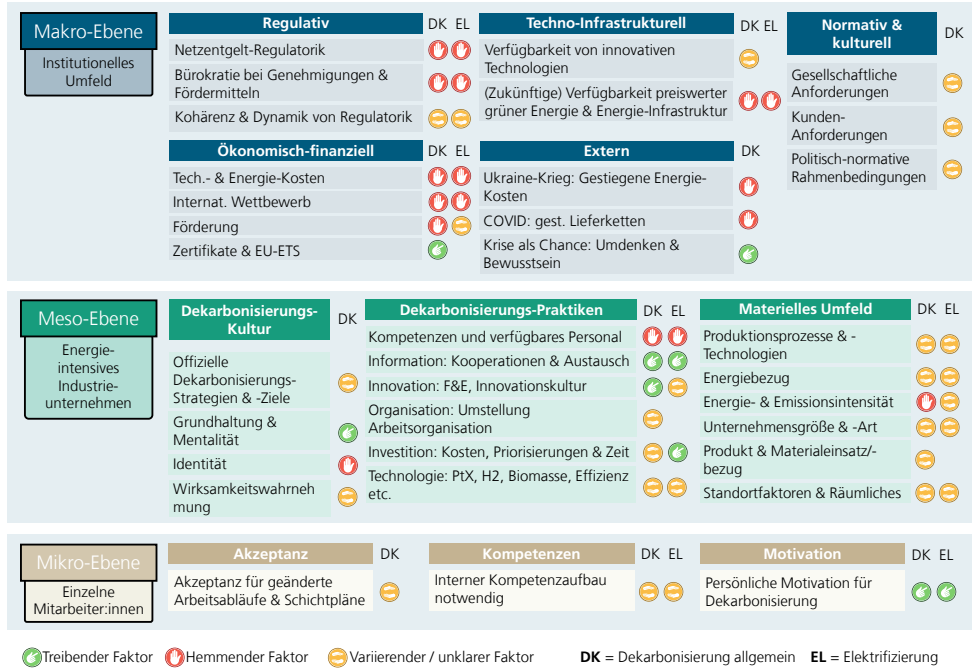 Makro-Ebene
Institutionelles
Umfeld
Regulativ
DK EL
Netzentgelt-Regulatorik
Bürokratie bei Genehmigungen &
Fördermitteln
Kohärenz & Dynamik von Regulatorik
Techno-Infrastrukturell
DK EL
Verfügbarkeit von innovativen
Technologien
(Zukünftige) Verfügbarkeit preiswerter
grüner Energie & Energie-Infrastruktur
Normativ &
kulturell
DK
Gesellschaftliche
Anforderungen
Kunden-
Anforderungen
Politisch-normative
Rahmenbedingungen
Ökonomisch-finanziell
DK EL
Tech.- & Energie-Kosten
Internat. Wettbewerb
Förderung
Zertifikate & EU-ETS
Extern
DK
Ukraine-Krieg: Gestiegene Energie-
Kosten
COVID: gest. Lieferketten
Krise als Chance: Umdenken &
Bewusstsein
Meso-Ebene
Energie-
intensives
Industrie-
unternehmen
Dekarbonisierungs-
Kultur
DK
Offizielle
Dekarbonisierungs-
Strategien & -Ziele
Grundhaltung &
Mentalität
Identität
Wirksamkeitswahrneh
mung
Dekarbonisierungs-Praktiken
DK EL
Kompetenzen und verfügbares Personal
Information: Kooperationen & Austausch
Innovation: F&E, Innovationskultur
Organisation: Umstellung
Arbeitsorganisation
Investition: Kosten, Priorisierungen & Zeit
Technologie: PtX, H2, Biomasse, Effizienz
etc.
Materielles Umfeld
DK EL
Produktionsprozesse & -
Technologien
Energiebezug
Energie- & Emissionsintensität
Unternehmensgröße & -Art
Produkt & Materialeinsatz/-
bezug
Standortfaktoren & Räumliches
Mikro-Ebene
Einzelne
Mitarbeiter:innen
Akzeptanz
DK
Akzeptanz für geänderte
Arbeitsabläufe & Schichtpläne
Kompetenzen
DK EL
Interner Kompetenzaufbau
notwendig
Motivation
DK EL
Persönliche Motivation für
Dekarbonisierung
Treibender Faktor
Hemmender Faktor
Variierender / unklarer Faktor
DK = Dekarbonisierung allgemein
EL = Elektrifizierung